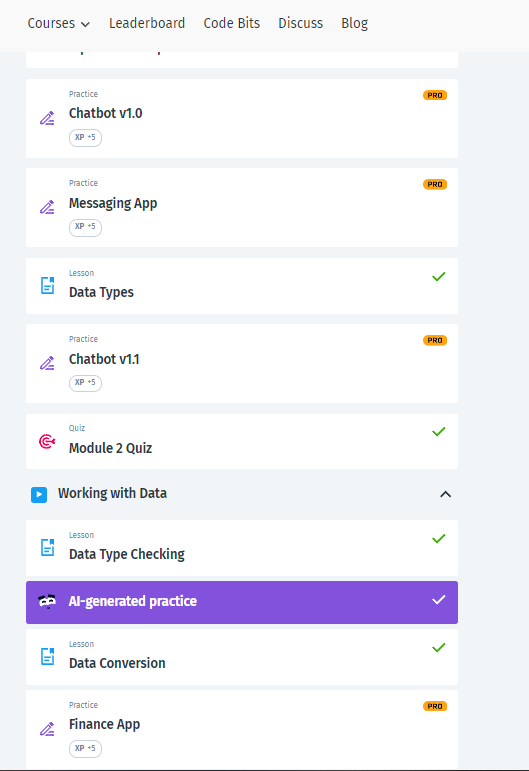 Courses Leaderboard Code Bits Discuss Blog
Practice
PRO
Chatbot v1.0
XP +5
Practice
PRO
Messaging App
XP +5
Lesson
Data Types
Practice
PRO
Chatbot v1.1
XP +5
Quiz
Module 2 Quiz
Working with Data
Lesson
Data Type Checking
AI-generated practice
Lesson
Data Conversion
Practice
PRO
Finance App
XP +5